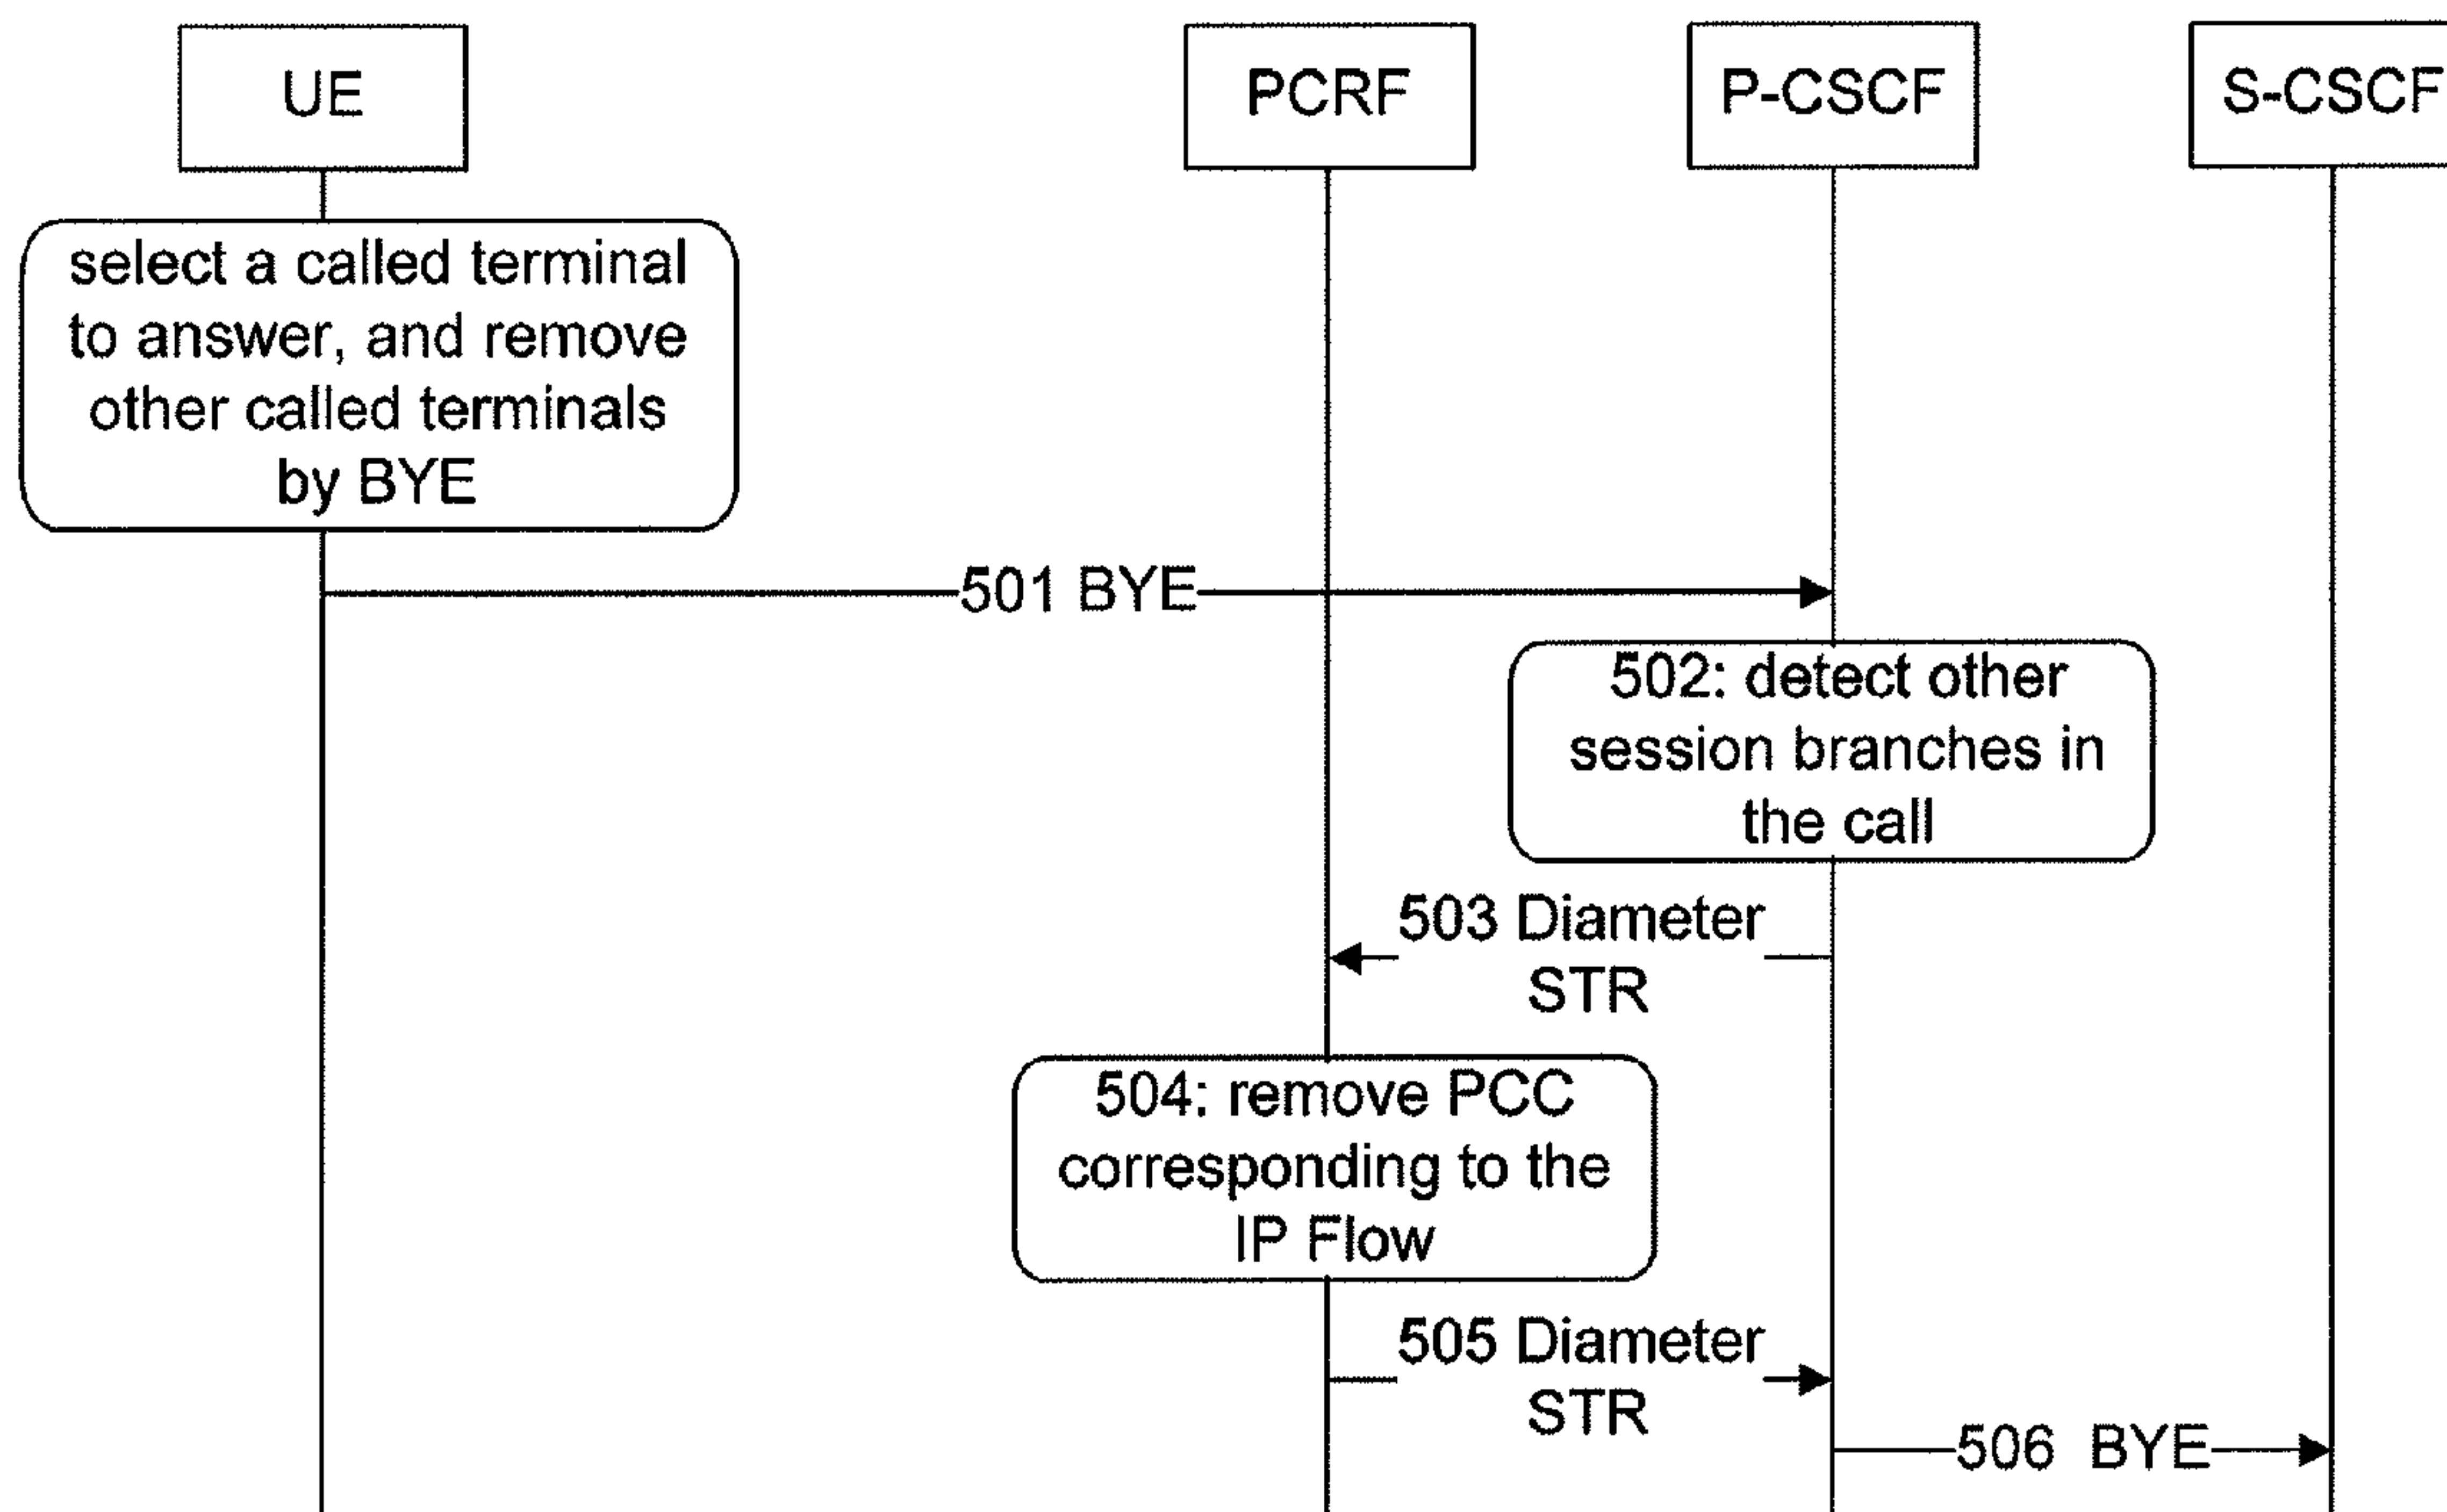 UE
PCRF
P-CSCF
S-CSCF
select a called terminal
to answer, and remove
other called terminals
by BYE
501 BYE
502: detect other
session branches in
the call
503 Diameter
STR
504: remove PCC
corresponding to the
IP Flow
505 Diameter
STR
506 BYE